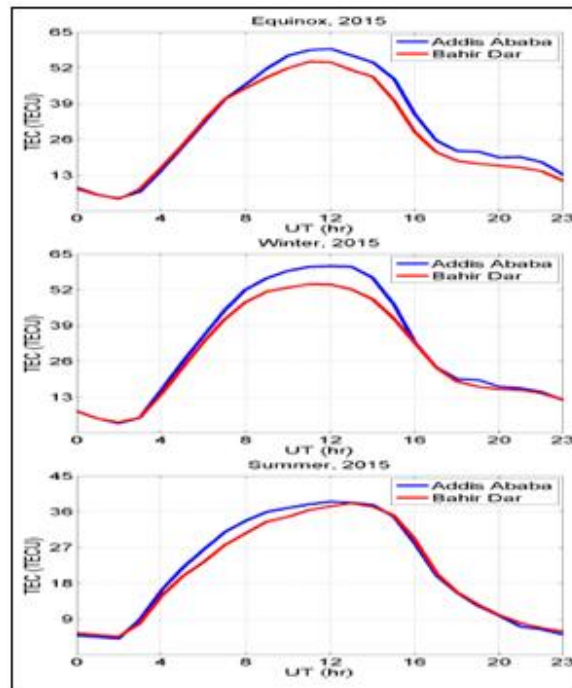 Equinox, 2015
65
52
39
26
13
TEC (TECU)
Addis Ababa
Bahir Dar
0 4 8 12 16 20 23
UT (hr)
Winter, 2015
65
52
39
26
13
TEC (TECU)
Addis Ababa
Bahir Dar
0 4 8 12 16 20 23
UT (hr)
Summer, 2015
45
36
27
18
9
TEC (TECU)
Addis Ababa
Bahir Dar
0 4 8 12 16 20 23
UT (hr)